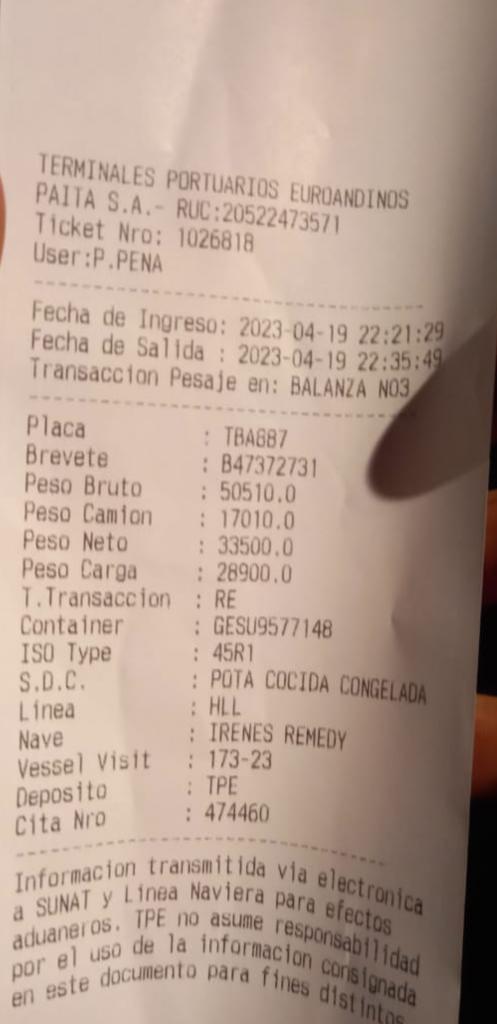 TERMINALES PORTUARIOS EUROANDINOS
PAITA S.A.- RUC:20522473571
Ticket Nro: 1026818
User:P.PENA
Fecha de Ingreso: 2023-04-19 22:21:29
Fecha de Salida : 2023-04-19 22:35:49
Transaccion Pesaje en: BALANZA NO3
Placa : TBA887
Brevete : B47372731
Peso Bruto : 50510.0
Peso Camion : 17010.0
Peso Neto : 33500.0
Peso Carga : 28900.0
T.Transaccion : RE
Container : GESU9577148
ISO Type : 45R1
S.D.C. : POTA COCIDA CONGELADA
Linea : HLL
Nave : IRENES REMEDY
Vessel Visit : 173-23
Deposito : TPE
Cita Nro : 474460
Informacion transmitida via electronica
a SUNAT y Linea Naviera para efectos
aduaneros. TPE no asume responsabilidad
por el uso de la informacion consignada
en este documento para fines distintos